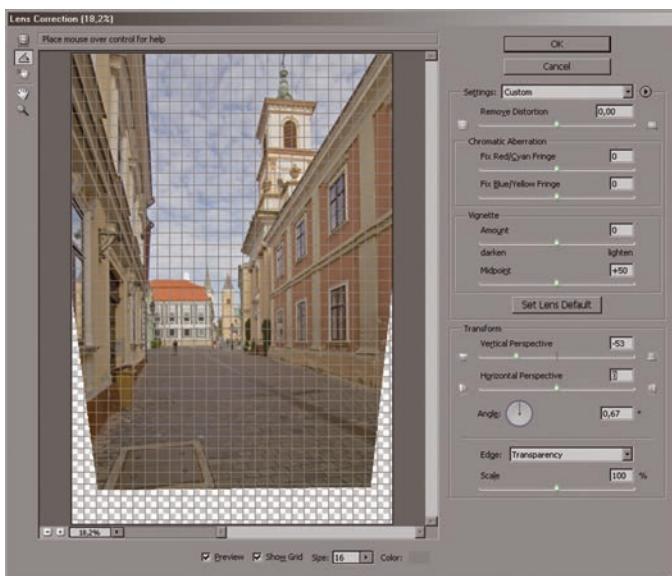 Lens Correction (18,2%)
Place mouse over control for help
OK
Cancel
Settings: Custom
Remove Distortion 0,00
Chromatic Aberration
Fix Red/Cyan Fringe 0
Fix Blue/Yellow Fringe 0
Vignette
Amount 0
darken lighten
Midpoint +50
Set Lens Default
Transform
Vertical Perspective -53
Horizontal Perspective
Angle: 0,67 °
Edge: Transparency
Scale 100 %
18,2%
Preview Show Grid Size: 16 Color: